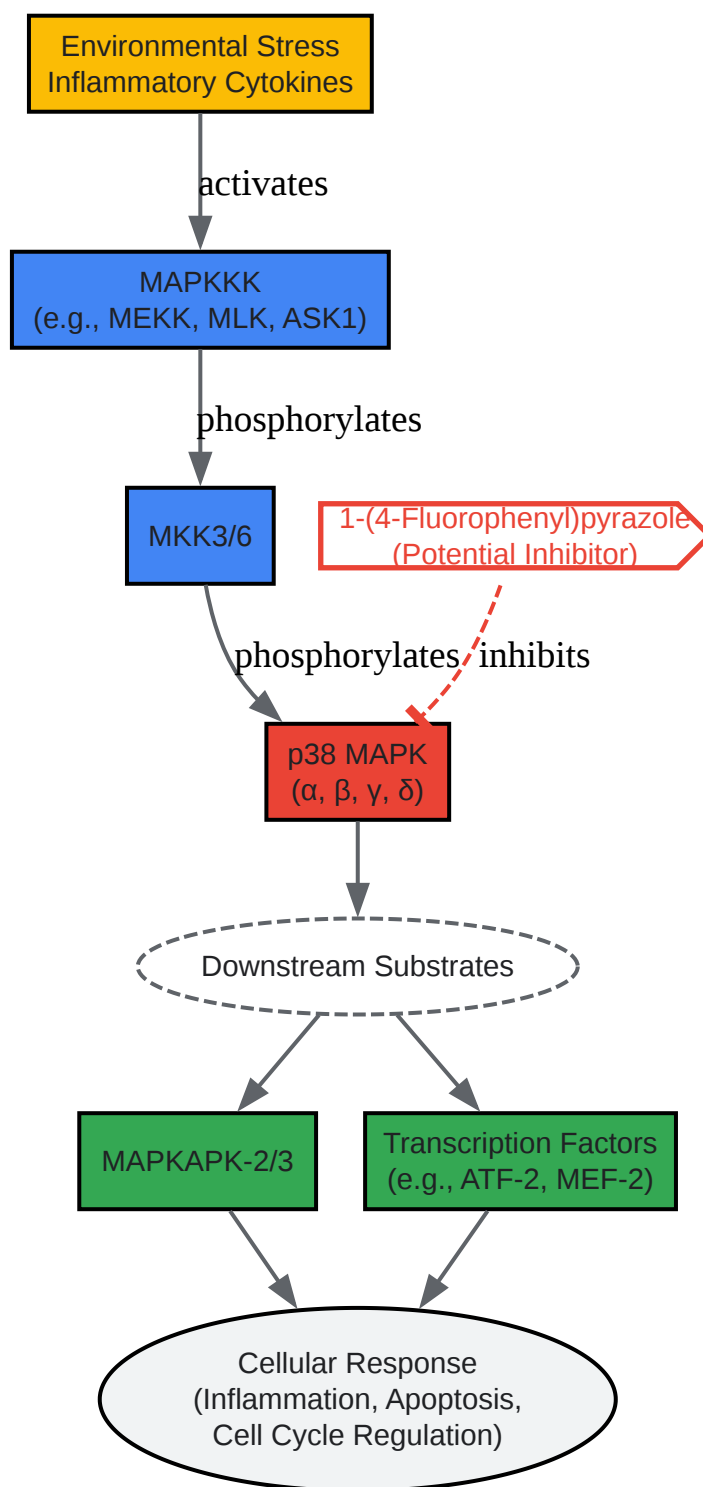 Environmental Stress
Inflammatory Cytokines
activates
MAPKKK
(e.g., MEKK, MLK, ASK1)
phosphorylates
MKK3/6
1-(4-Fluorophenyl)pyrazole
(Potential Inhibitor)
phosphorylates
inhibits
p38 MAPK
(α, β, γ, δ)
Downstream Substrates
MAPKAPK-2/3
Transcription Factors
(e.g., ATF-2, MEF-2)
Cellular Response
(Inflammation, Apoptosis,
Cell Cycle Regulation)